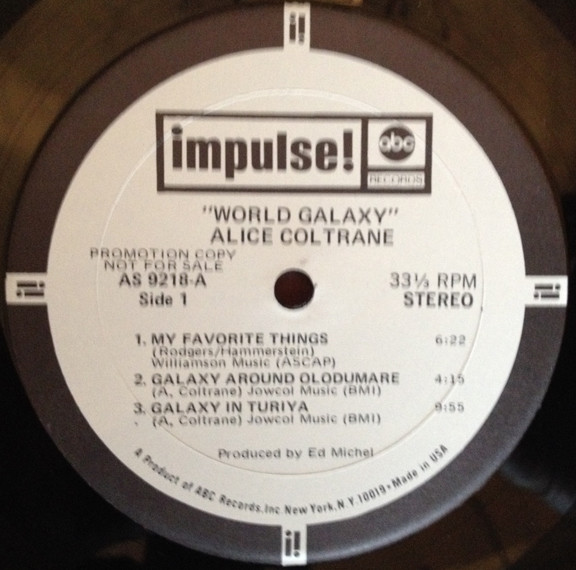 impulse!
abc
RECORDS
"WORLD GALAXY"
ALICE COLTRANE
PROMOTION COPY
NOT FOR SALE
AS 9218-A
Side 1
33⅓ RPM
STEREO
1. MY FAVORITE THINGS 6:22
(Rodgers/Hammerstein)
Williamson Music (ASCAP)
2. GALAXY AROUND OLODUMARE 4:15
(A, Coltrane) Jowcol Music (BMI)
3. GALAXY IN TURIYA 9:55
(A, Coltrane) Jowcol Music (BMI)
Produced by Ed Michel
A Product of ABC Records, Inc. New York, N.Y. 10019 • Made in USA